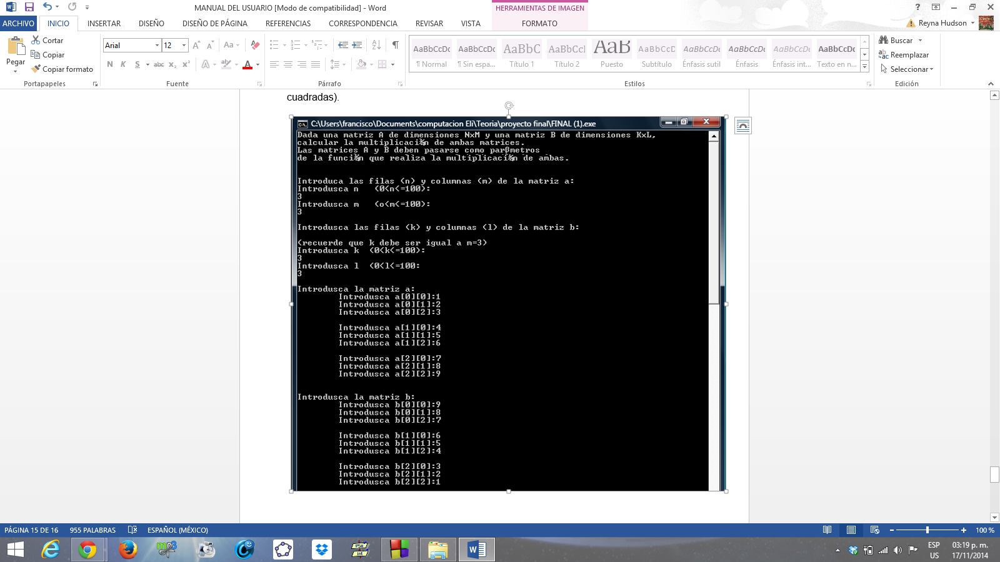 MANUAL DEL USUARIO [Modo de compatibilidad] - Word
HERRAMIENTAS DE IMAGEN
Reyna Hudson
ARCHIVO INICIO INSERTAR DISEÑO DISEÑO DE PÁGINA REFERENCIAS CORRESPONDENCIA REVISAR VISTA FORMATO
Pegar
Cortar
Copiar
Copiar formato
Portapapeles
Arial 12
N K S abc x₂ x²
Fuente
Párrafo
AaBbCcDc AaBbCcDc AaBbC AaBbCcI AaB AaBbCcD AaBbCcDc AaBbCcDc AaBbCcDc AaBbCcDc
¶ Normal ¶ Sin espa... Título 1 Título 2 Puesto Subtítulo Énfasis sutil Énfasis Énfasis int... Texto en n...
Estilos
Buscar
Reemplazar
Seleccionar
Edición
cuadradas).
C:\Users\francisco\Documents\computacion Eli\Teoria\proyecto final\FINAL (1).exe
Dada una matriz A de dimensiones NxM y una matriz B de dimensiones KxL,
calcular la multiplicaci¾n de ambas matrices.
Las matrices A y B deben pasarse como parßmetros
de la funci¾n que realiza la multiplicaci¾n de ambas.
Introduca las filas (n) y columnas (m) de la matriz a:
Introdusca n (0<n<=100):
3
Introdusca m (o<m<=100):
3
Introdusca las filas (k) y columnas (l) de la matriz b:
(recuerde que k debe ser igual a m=3)
Introdusca k (0<k<=100):
3
Introdusca l (0<l<=100:
3
Introdusca la matriz a:
Introdusca a[0][0]:1
Introdusca a[0][1]:2
Introdusca a[0][2]:3
Introdusca a[1][0]:4
Introdusca a[1][1]:5
Introdusca a[1][2]:6
Introdusca a[2][0]:7
Introdusca a[2][1]:8
Introdusca a[2][2]:9
Introdusca la matriz b:
Introdusca b[0][0]:9
Introdusca b[0][1]:8
Introdusca b[0][2]:7
Introdusca b[1][0]:6
Introdusca b[1][1]:5
Introdusca b[1][2]:4
Introdusca b[2][0]:3
Introdusca b[2][1]:2
Introdusca b[2][2]:1
PÁGINA 15 DE 16 955 PALABRAS ESPAÑOL (MÉXICO) 100 %
mp3
PSR int
ESP
US
03:19 p. m.
17/11/2014